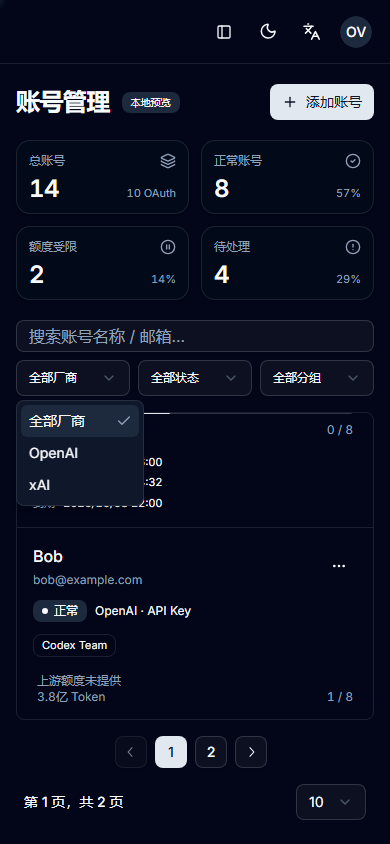 OV
账号管理
本地预览
添加账号
总账号
14
10 OAuth
正常账号
8
57%
额度受限
2
14%
待处理
4
29%
搜索账号名称 / 邮箱...
全部厂商
全部状态
全部分组
全部厂商
OpenAI
xAI
0 / 8
:00
:32
:00
Bob
bob@example.com
正常
OpenAI · API Key
Codex Team
上游额度未提供
3.8亿 Token
1 / 8
1
2
第 1 页，共 2 页
10